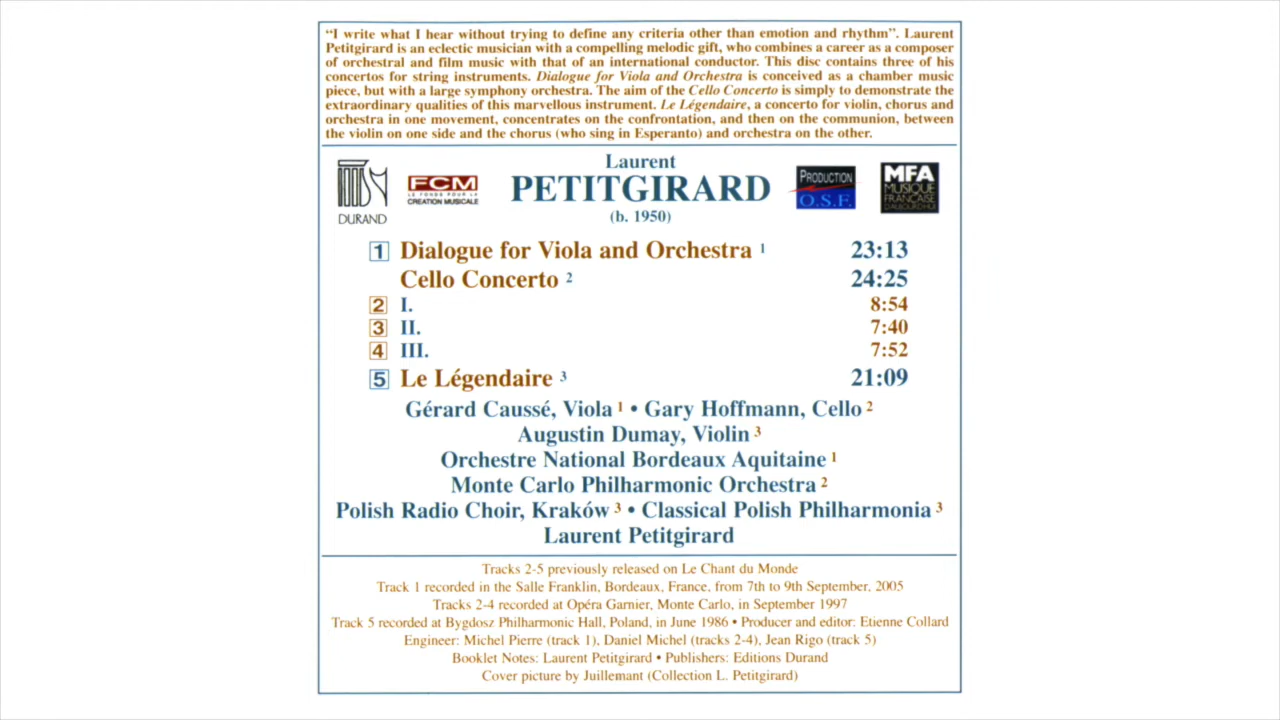 “I write what I hear without trying to define any criteria other than emotion and rhythm”. Laurent
Petitgirard is an eclectic musician with a compelling melodic gift, who combines a career as a composer
of orchestral and film music with that of an international conductor. This disc contains three of his
concertos for string instruments. Dialogue for Viola and Orchestra is conceived as a chamber music
piece, but with a large symphony orchestra. The aim of the Cello Concerto is simply to demonstrate the
extraordinary qualities of this marvellous instrument. Le Légendaire, a concerto for violin, chorus and
orchestra in one movement, concentrates on the confrontation, and then on the communion, between
the violin on one side and the chorus (who sing in Esperanto) and orchestra on the other.
DURAND
FCM
LE FONDS POUR LA
CREATION MUSICALE
Laurent
PETITGIRARD
(b. 1950)
PRODUCTION
O.S.F.
MFA
MUSIQUE
FRANÇAISE
D'AUJOURD'HUI
1 Dialogue for Viola and Orchestra 1 23:13
Cello Concerto 2 24:25
2 I. 8:54
3 II. 7:40
4 III. 7:52
5 Le Légendaire 3 21:09
Gérard Caussé, Viola 1 • Gary Hoffmann, Cello 2
Augustin Dumay, Violin 3
Orchestre National Bordeaux Aquitaine 1
Monte Carlo Philharmonic Orchestra 2
Polish Radio Choir, Kraków 3 • Classical Polish Philharmonia 3
Laurent Petitgirard
Tracks 2-5 previously released on Le Chant du Monde
Track 1 recorded in the Salle Franklin, Bordeaux, France, from 7th to 9th September, 2005
Tracks 2-4 recorded at Opéra Garnier, Monte Carlo, in September 1997
Track 5 recorded at Bygdosz Philharmonic Hall, Poland, in June 1986 • Producer and editor: Etienne Collard
Engineer: Michel Pierre (track 1), Daniel Michel (tracks 2-4), Jean Rigo (track 5)
Booklet Notes: Laurent Petitgirard • Publishers: Editions Durand
Cover picture by Juillemant (Collection L. Petitgirard)